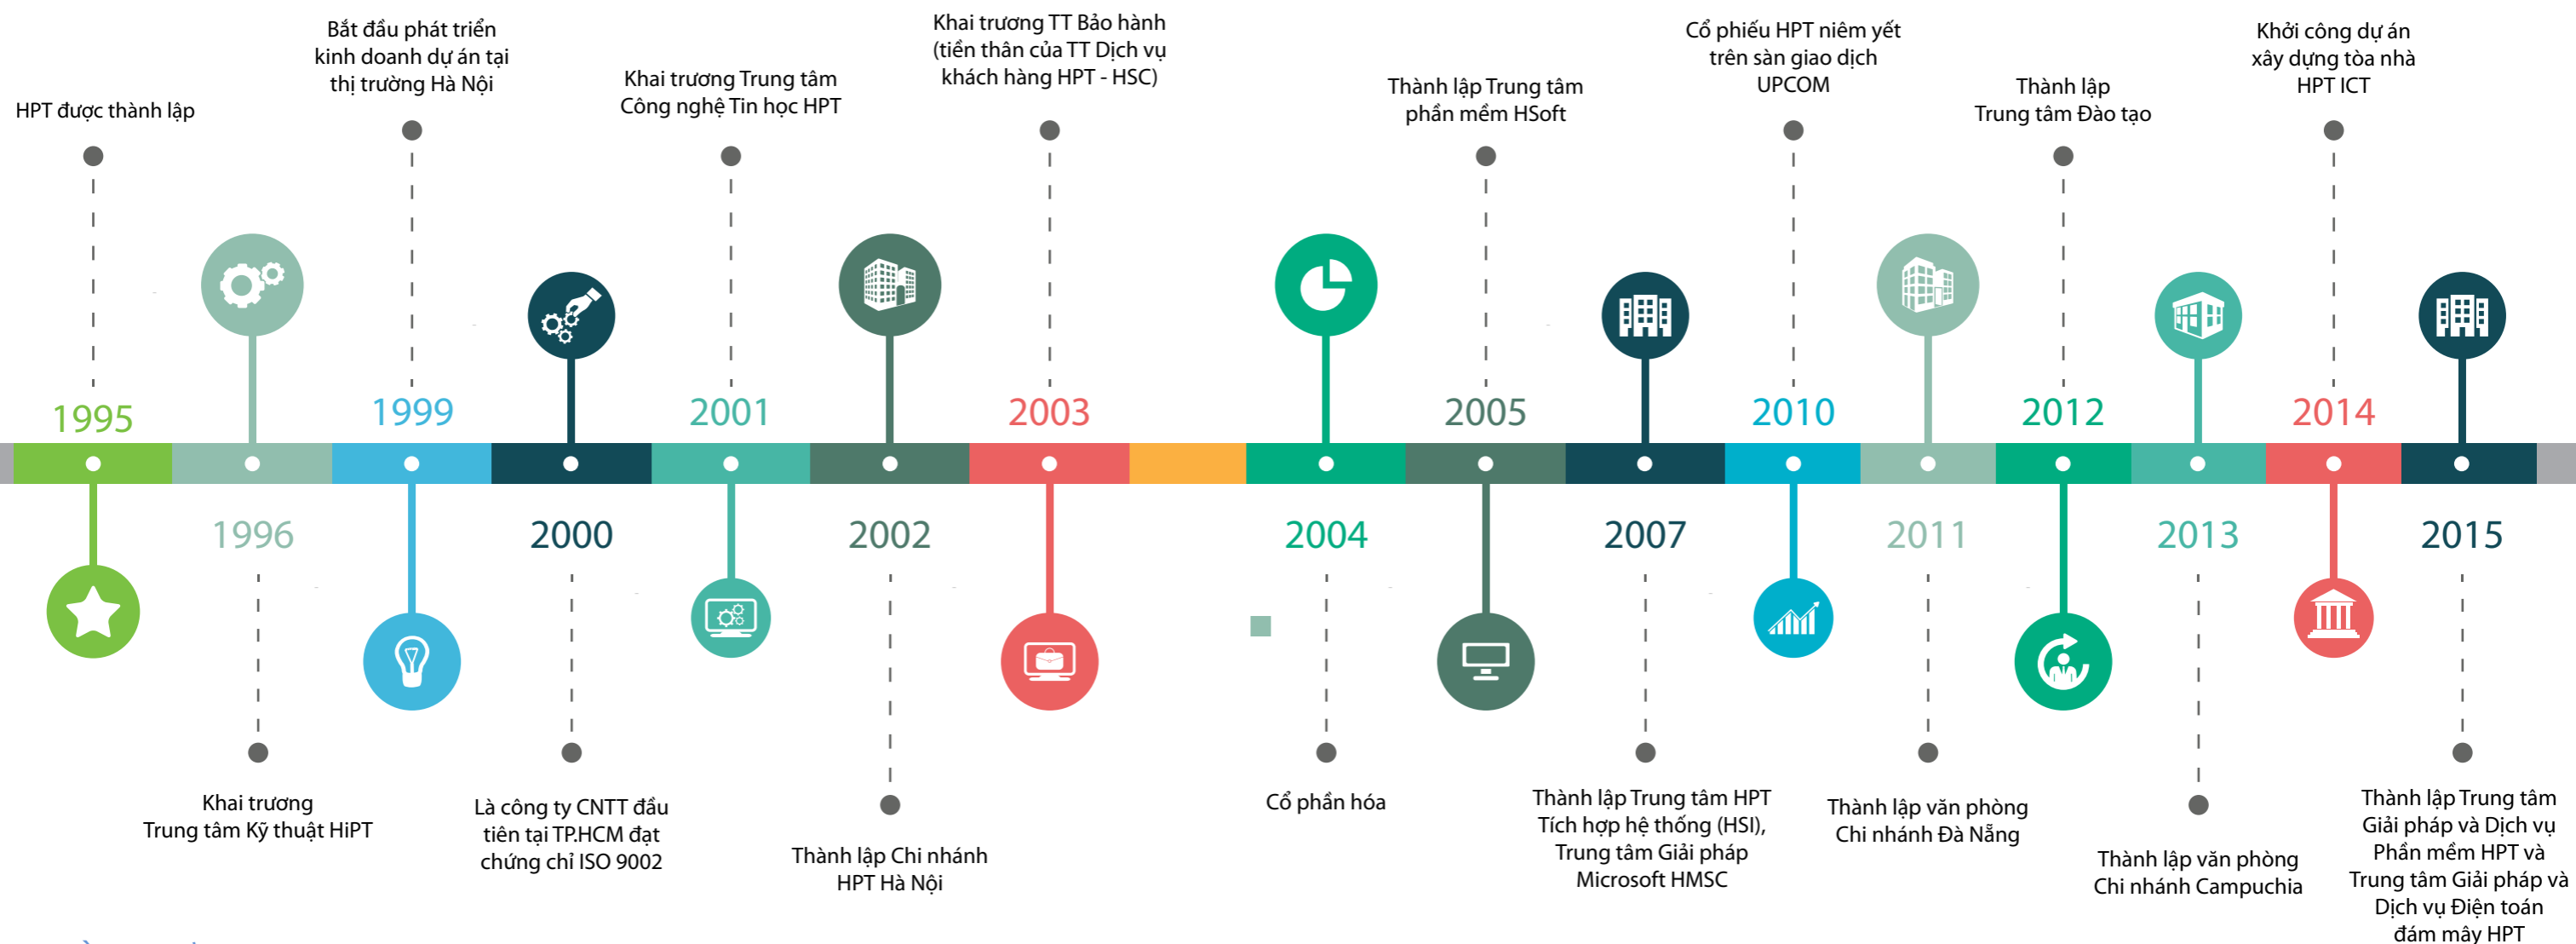 HPT được thành lập
1995
1996
Khai trương
Trung tâm Kỹ thuật HiPT
Bắt đầu phát triển
kinh doanh dự án tại
thị trường Hà Nội
1999
2000
Là công ty CNTT đầu
tiên tại TP.HCM đạt
chứng chỉ ISO 9002
Khai trương Trung tâm
Công nghệ Tin học HPT
2001
2002
Thành lập Chi nhánh
HPT Hà Nội
Khai trương TT Bảo hành
(tiền thân của TT Dịch vụ
khách hàng HPT - HSC)
2003
2004
Cổ phần hóa
Thành lập Trung tâm
phần mềm HSoft
2005
2007
Thành lập Trung tâm HPT
Tích hợp hệ thống (HSI),
Trung tâm Giải pháp
Microsoft HMSC
Cổ phiếu HPT niêm yết
trên sàn giao dịch
UPCOM
2010
2011
Thành lập văn phòng
Chi nhánh Đà Nẵng
Thành lập
Trung tâm Đào tạo
2012
2013
Thành lập văn phòng
Chi nhánh Campuchia
Khởi công dự án
xây dựng tòa nhà
HPT ICT
2014
2015
Thành lập Trung tâm
Giải pháp và Dịch vụ
Phần mềm HPT và
Trung tâm Giải pháp và
Dịch vụ Điện toán
đám mây HPT